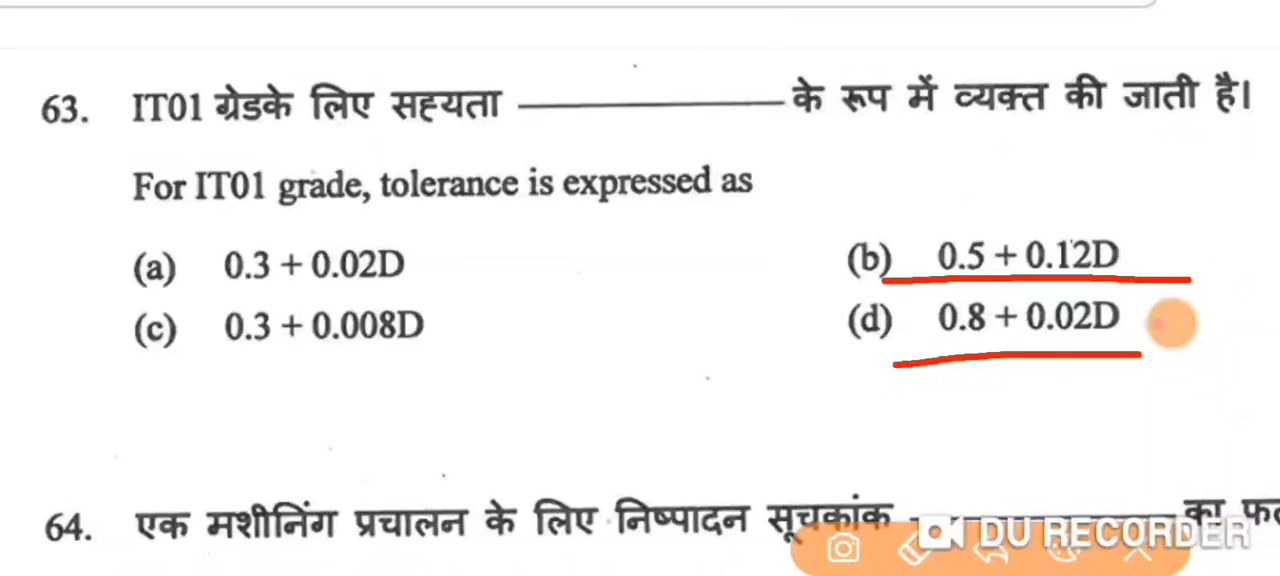 63. IT01 ग्रेडके लिए सह्यता ____________ के रूप में व्यक्त की जाती है।
For IT01 grade, tolerance is expressed as
(a) 0.3 + 0.02D (b) 0.5 + 0.12D
(c) 0.3 + 0.008D (d) 0.8 + 0.02D
64. एक मशीनिंग प्रचालन के लिए निष्पादन सूचकांक ____________ का
DU RECORDER